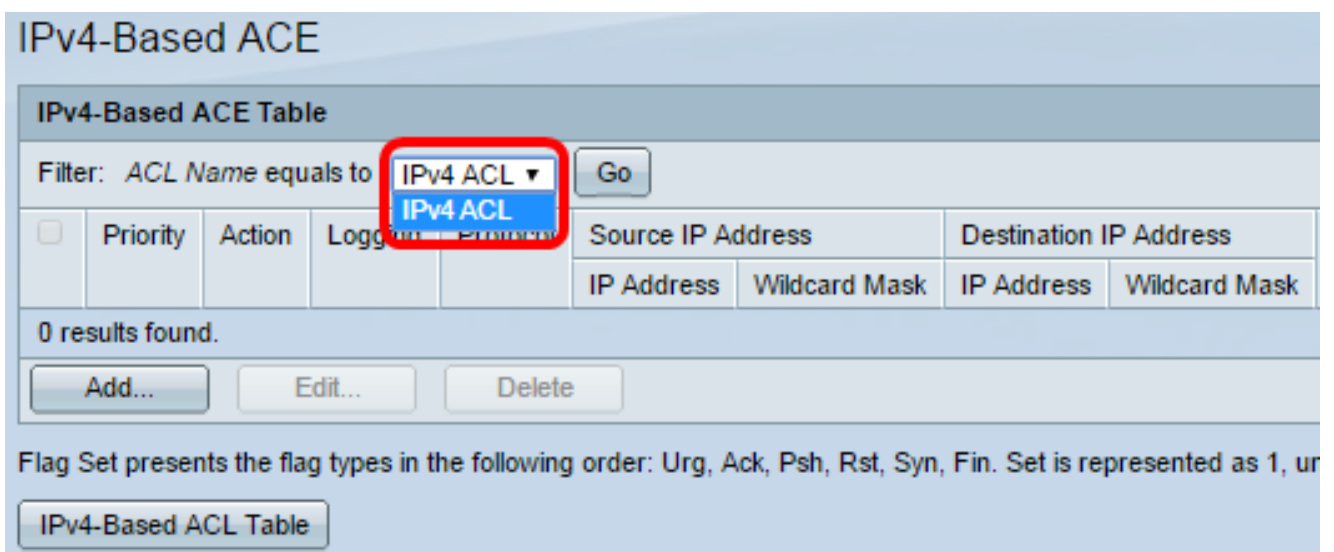 IPv4-Based ACE
IPv4-Based ACE Table
Filter: ACL Name equals to IPv4 ACL Go
IPv4 ACL
Priority Action Logging Protocol Source IP Address Destination IP Address
IP Address Wildcard Mask IP Address Wildcard Mask
0 results found.
Add... Edit... Delete
Flag Set presents the flag types in the following order: Urg, Ack, Psh, Rst, Syn, Fin. Set is represented as 1, un
IPv4-Based ACL Table